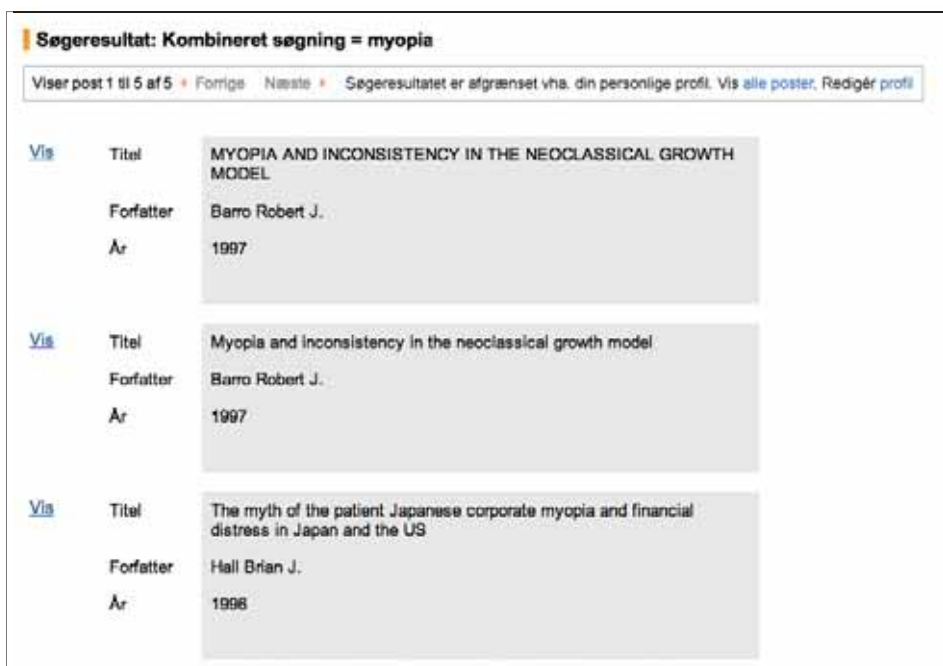 Søgeresultat: Kombineret søgning = myopia
Viser post 1 til 5 af 5 Forrige Næste Søgeresultatet er afgrænset vha. din personlige profil. Vis alle poster. Redigér profil
Vis Titel MYOPIA AND INCONSISTENCY IN THE NEOCLASSICAL GROWTH
MODEL
Forfatter Barro Robert J.
År 1997
Vis Titel Myopia and inconsistency in the neoclassical growth model
Forfatter Barro Robert J.
År 1997
Vis Titel The myth of the patient Japanese corporate myopia and financial
distress in Japan and the US
Forfatter Hall Brian J.
År 1996